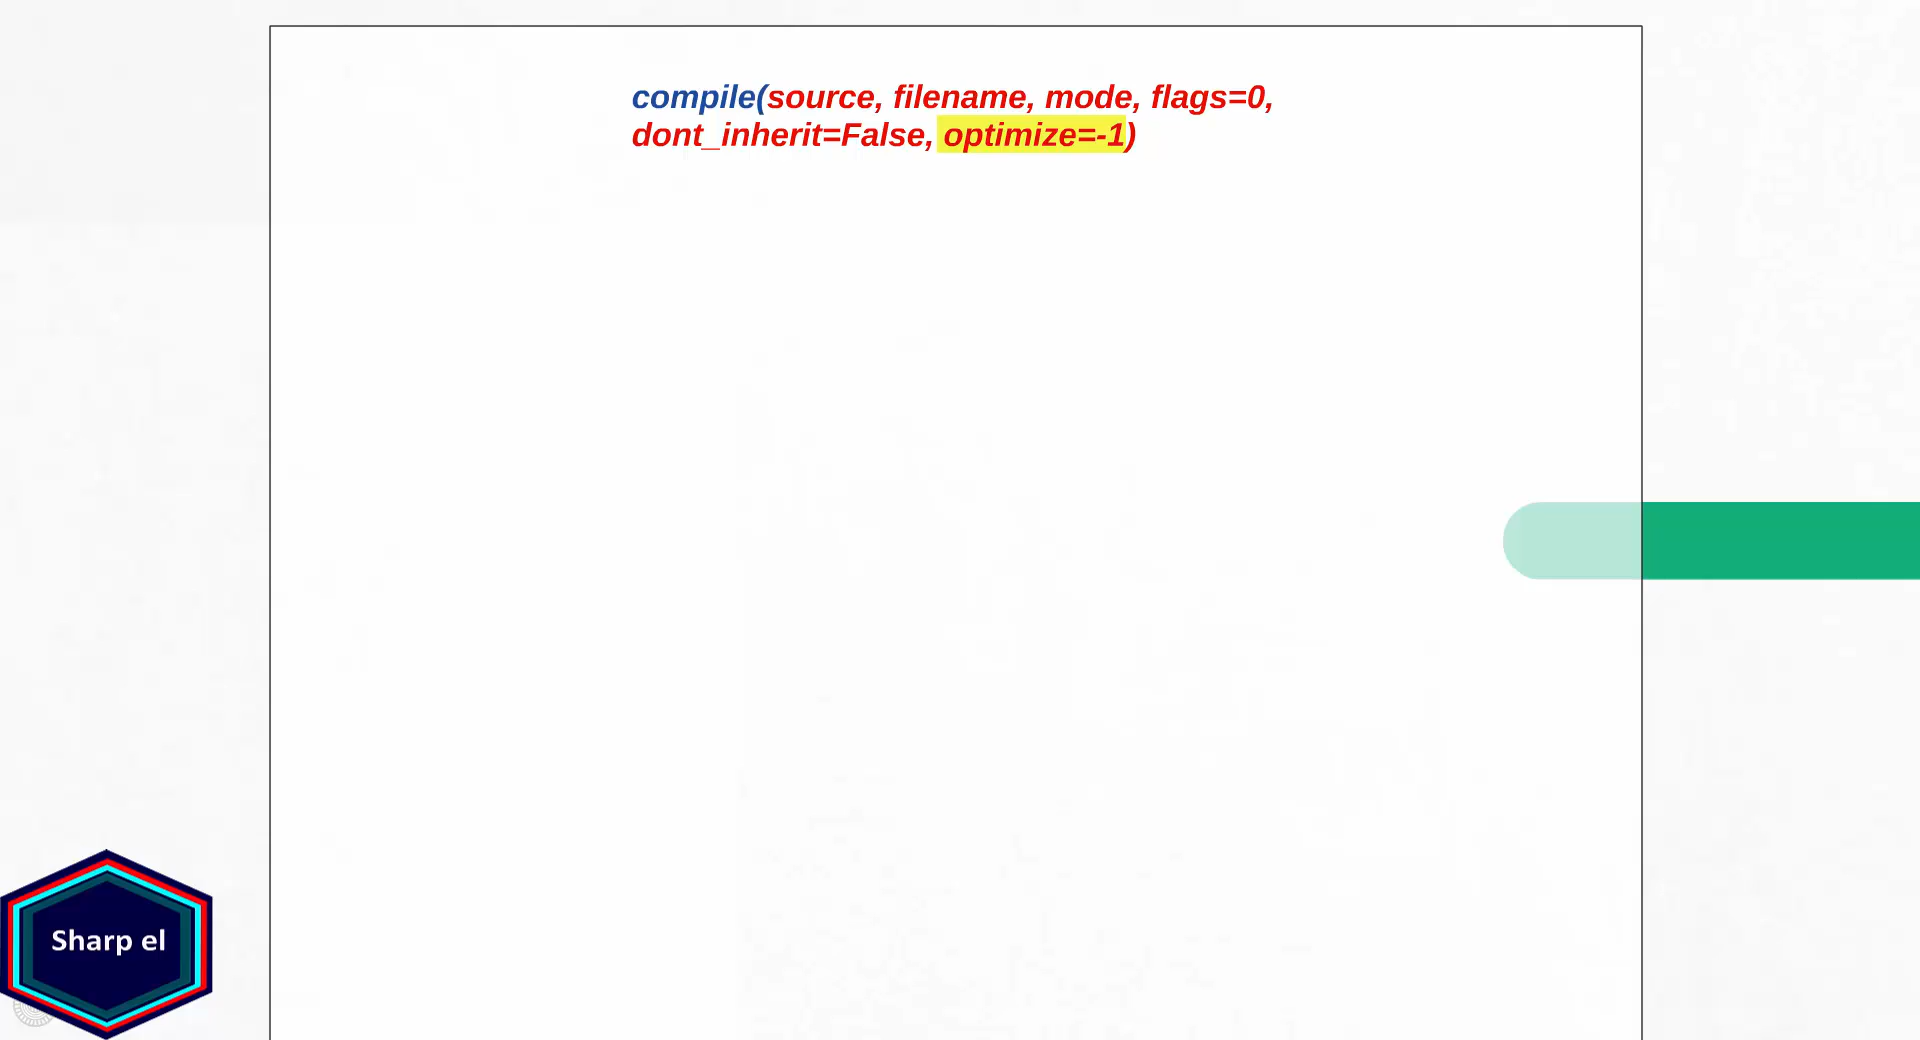 compile(source, filename, mode, flags=0,
dont_inherit=False, optimize=-1)
Sharp el